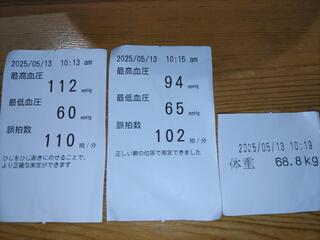 2025/05/13 10:13 am
最高血圧
112 mmHg
最低血圧
60 mmHg
脈拍数
110 拍/分
ひじをひじ置きにのせることで、
より正確な測定ができます
2025/05/13 10:15 am
最高血圧
94 mmHg
最低血圧
65 mmHg
脈拍数
102 拍/分
正しい腕の位置で測定できました
2025/05/13 10:19
体重 68.8kg